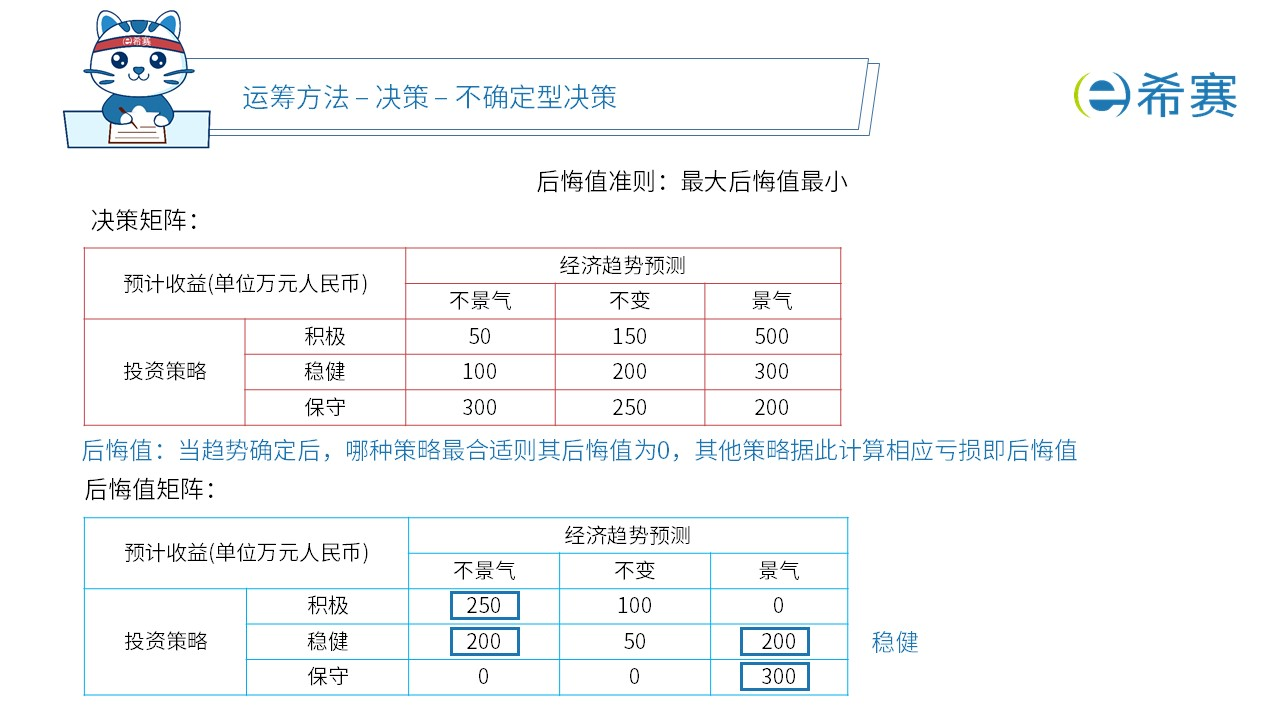 希赛
运筹方法 – 决策 – 不确定型决策
希赛
后悔值准则：最大后悔值最小
决策矩阵：
预计收益(单位万元人民币) 经济趋势预测
不景气 不变 景气
投资策略 积极 50 150 500
稳健 100 200 300
保守 300 250 200
后悔值：当趋势确定后，哪种策略最合适则其后悔值为0，其他策略据此计算相应亏损即后悔值
后悔值矩阵：
预计收益(单位万元人民币) 经济趋势预测
不景气 不变 景气
投资策略 积极 250 100 0
稳健 200 50 200 稳健
保守 0 0 300